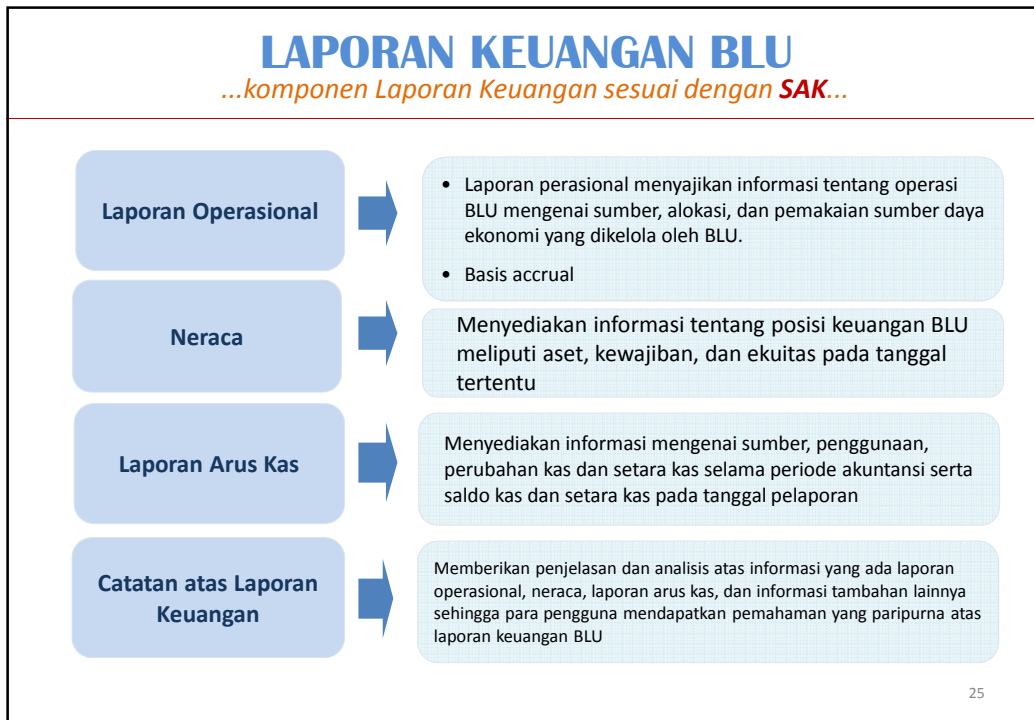 LAPORAN KEUANGAN BLU
...komponen Laporan Keuangan sesuai dengan SAK...
Laporan Operasional
• Laporan perasional menyajikan informasi tentang operasi
BLU mengenai sumber, alokasi, dan pemakaian sumber daya
ekonomi yang dikelola oleh BLU.
• Basis accrual
Neraca
Menyediakan informasi tentang posisi keuangan BLU
meliputi aset, kewajiban, dan ekuitas pada tanggal
tertentu
Laporan Arus Kas
Menyediakan informasi mengenai sumber, penggunaan,
perubahan kas dan setara kas selama periode akuntansi serta
saldo kas dan setara kas pada tanggal pelaporan
Catatan atas Laporan
Keuangan
Memberikan penjelasan dan analisis atas informasi yang ada laporan
operasional, neraca, laporan arus kas, dan informasi tambahan lainnya
sehingga para pengguna mendapatkan pemahaman yang paripurna atas
laporan keuangan BLU
25